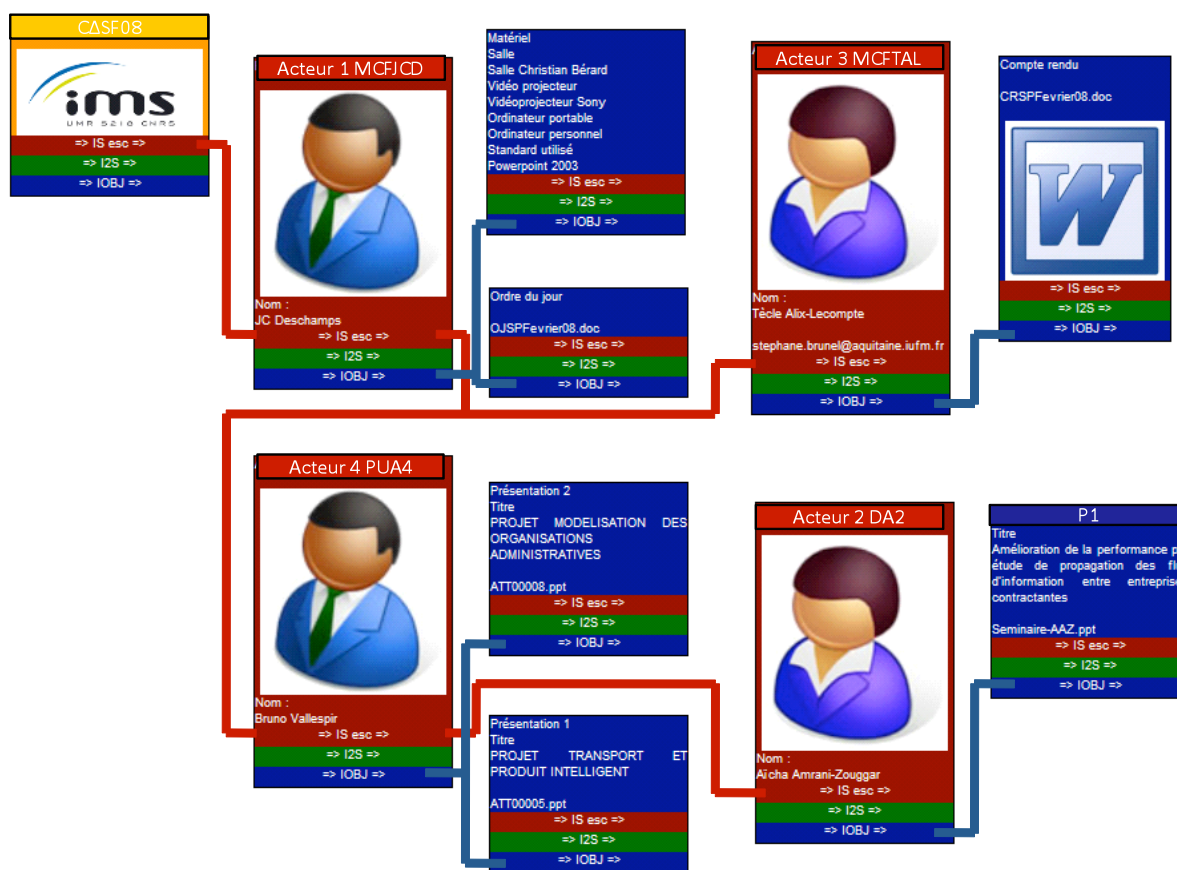 CΔSF08
ims
UMR 5218 CNRS
=> IS esc =>
=> I2S =>
=> IOBJ =>
Acteur 1 MCFJCD
Nom :
JC Deschamps
=> IS esc =>
=> I2S =>
=> IOBJ =>
Matériel
Salle
Salle Christian Bérard
Vidéo projecteur
Vidéoprojecteur Sony
Ordinateur portable
Ordinateur personnel
Standard utilisé
Powerpoint 2003
=> IS esc =>
=> I2S =>
=> IOBJ =>
Ordre du jour
OJSPFevrier08.doc
=> IS esc =>
=> I2S =>
=> IOBJ =>
Acteur 3 MCFTAL
Nom :
Tècle Alix-Lecompte
stephane.brunel@aquitaine.iufm.fr
=> IS esc =>
=> I2S =>
=> IOBJ =>
Compte rendu
CRSPFevrier08.doc
W
=> IS esc =>
=> I2S =>
=> IOBJ =>
Acteur 4 PUA4
Nom :
Bruno Vallespir
=> IS esc =>
=> I2S =>
=> IOBJ =>
Présentation 2
Titre
PROJET MODELISATION DES
ORGANISATIONS
ADMINISTRATIVES
ATT00008.ppt
=> IS esc =>
=> I2S =>
=> IOBJ =>
Présentation 1
Titre
PROJET TRANSPORT ET
PRODUIT INTELLIGENT
ATT00005.ppt
=> IS esc =>
=> I2S =>
=> IOBJ =>
Acteur 2 DA2
Nom :
Aïcha Amrani-Zouggar
=> IS esc =>
=> I2S =>
=> IOBJ =>
P1
Titre
Amélioration de la performance p
étude de propagation des fl
d'information entre entrepris
contractantes
Seminaire-AAZ.ppt
=> IS esc =>
=> I2S =>
=> IOBJ =>